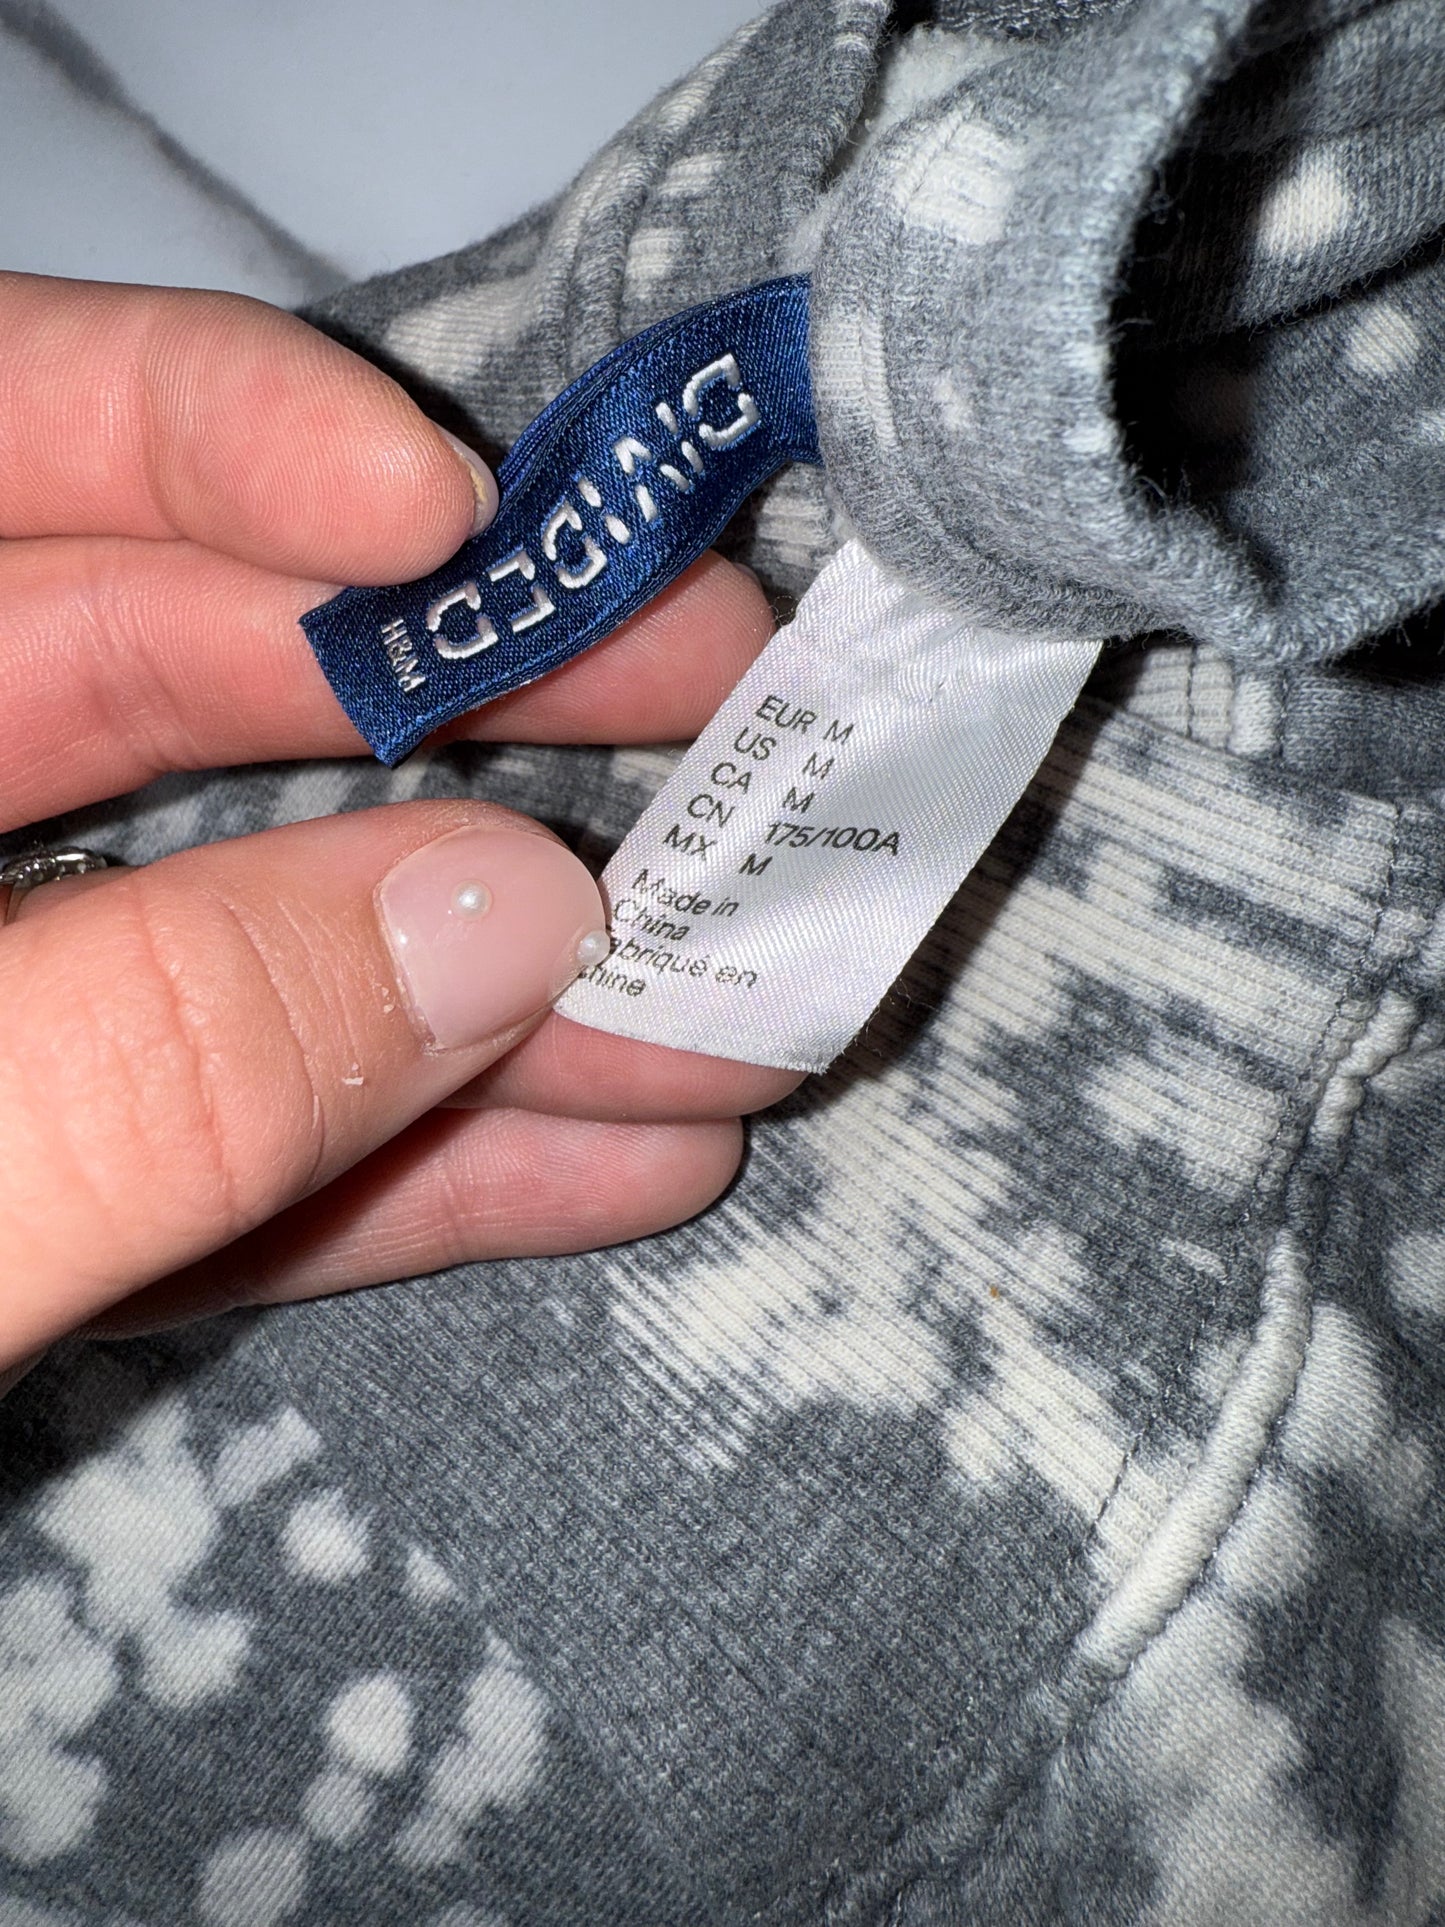 DIVIDED
H&M
EUR M
US M
CA M
CN 175/100A
MX M
Made in
China
Fabriqué en
Chine